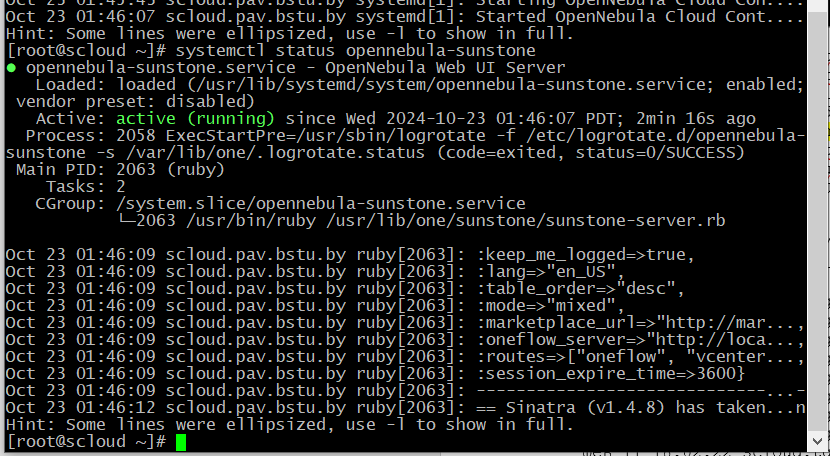 Oct 23 01:45:45 scloud.pav.bstu.by systemd[1]: Starting OpenNebula Cloud Con....
Oct 23 01:46:07 scloud.pav.bstu.by systemd[1]: Started OpenNebula Cloud Cont....
Hint: Some lines were ellipsized, use -l to show in full.
[root@scloud ~]# systemctl status opennebula-sunstone
● opennebula-sunstone.service - OpenNebula Web UI Server
   Loaded: loaded (/usr/lib/systemd/system/opennebula-sunstone.service; enabled;
 vendor preset: disabled)
   Active: active (running) since Wed 2024-10-23 01:46:07 PDT; 2min 16s ago
  Process: 2058 ExecStartPre=/usr/sbin/logrotate -f /etc/logrotate.d/opennebula-
sunstone -s /var/lib/one/.logrotate.status (code=exited, status=0/SUCCESS)
 Main PID: 2063 (ruby)
    Tasks: 2
   CGroup: /system.slice/opennebula-sunstone.service
           └─2063 /usr/bin/ruby /usr/lib/one/sunstone/sunstone-server.rb
Oct 23 01:46:09 scloud.pav.bstu.by ruby[2063]: :keep_me_logged=>true,
Oct 23 01:46:09 scloud.pav.bstu.by ruby[2063]: :lang=>"en_US",
Oct 23 01:46:09 scloud.pav.bstu.by ruby[2063]: :table_order=>"desc",
Oct 23 01:46:09 scloud.pav.bstu.by ruby[2063]: :mode=>"mixed",
Oct 23 01:46:09 scloud.pav.bstu.by ruby[2063]: :marketplace_url=>"http://mar...,
Oct 23 01:46:09 scloud.pav.bstu.by ruby[2063]: :oneflow_server=>"http://loca...,
Oct 23 01:46:09 scloud.pav.bstu.by ruby[2063]: :routes=>["oneflow", "vcenter...,
Oct 23 01:46:09 scloud.pav.bstu.by ruby[2063]: :session_expire_time=>3600}
Oct 23 01:46:09 scloud.pav.bstu.by ruby[2063]: -----------------------------...-
Oct 23 01:46:12 scloud.pav.bstu.by ruby[2063]: == Sinatra (v1.4.8) has taken...n
Hint: Some lines were ellipsized, use -l to show in full.
[root@scloud ~]#